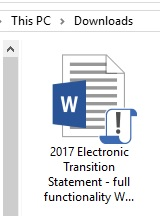 This PC > Downloads
W
2017 Electronic
Transition
Statement - full
functionality W...